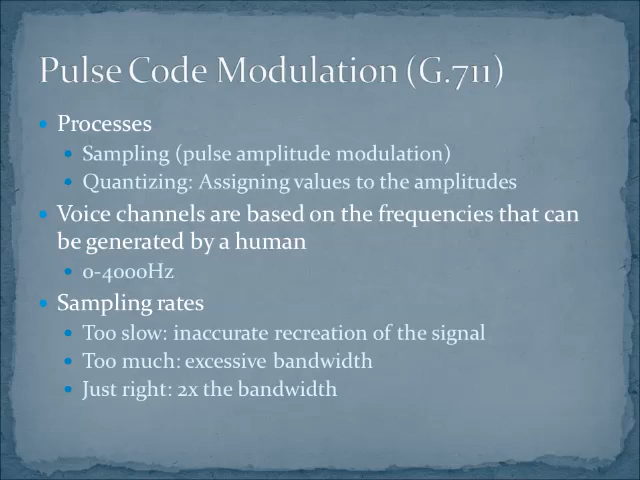 Pulse Code Modulation (G.711)
Processes
Sampling (pulse amplitude modulation)
Quantizing: Assigning values to the amplitudes
Voice channels are based on the frequencies that can
be generated by a human
0-4000Hz
Sampling rates
Too slow: inaccurate recreation of the signal
Too much: excessive bandwidth
Just right: 2x the bandwidth